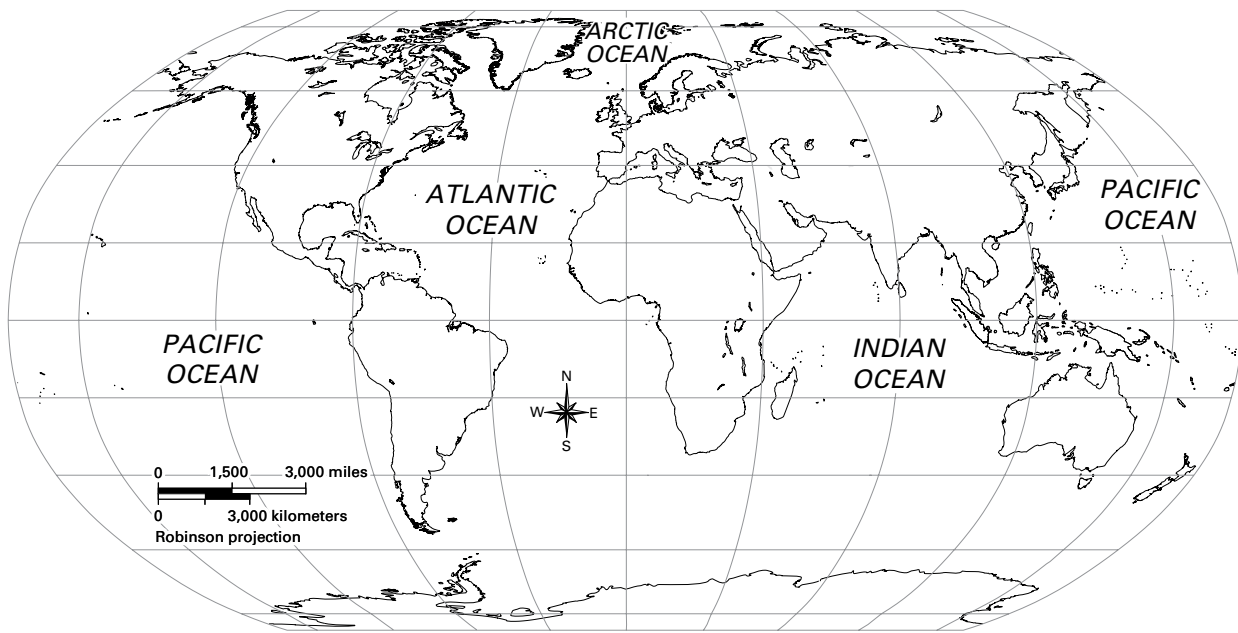 ARCTIC
OCEAN
ATLANTIC
OCEAN
PACIFIC
OCEAN
PACIFIC
OCEAN
INDIAN
OCEAN
N
W E
S
0 1,500 3,000 miles
0 3,000 kilometers
Robinson projection